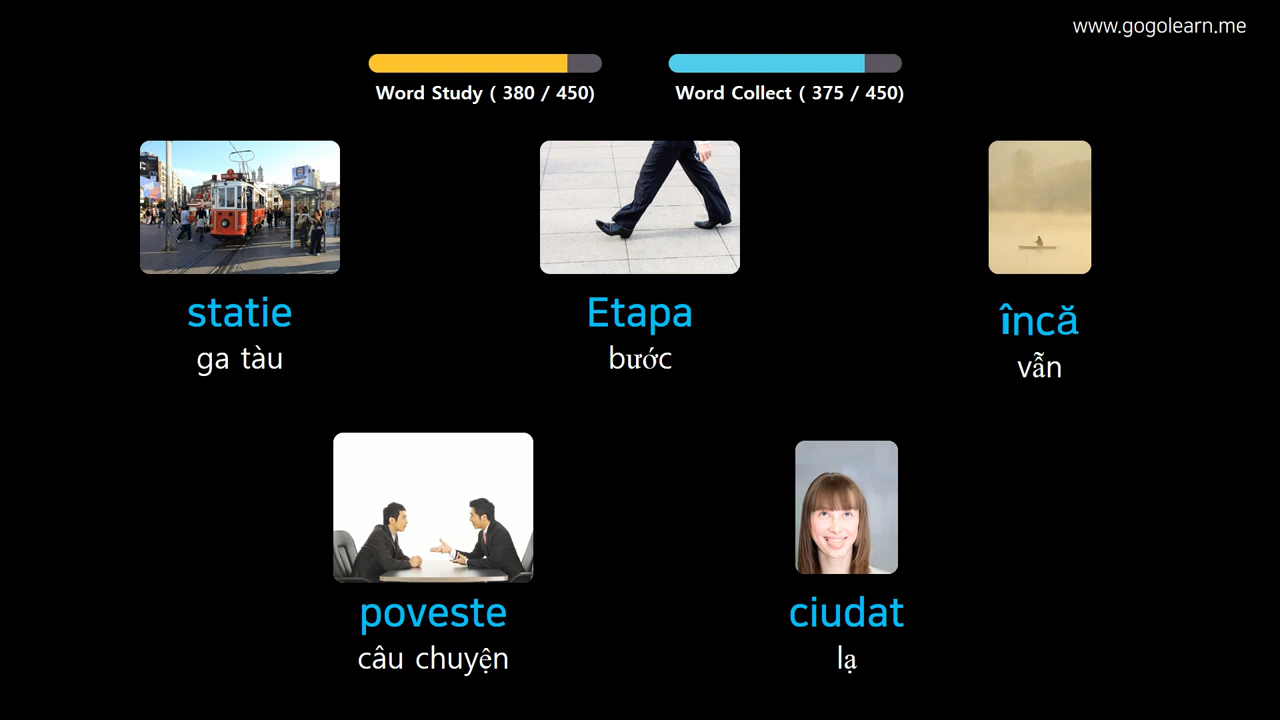 www.gogolearn.me
Word Study ( 380 / 450)
Word Collect ( 375 / 450)
statie
ga tàu
Etapa
bước
încă
vẫn
poveste
câu chuyện
ciudat
lạ